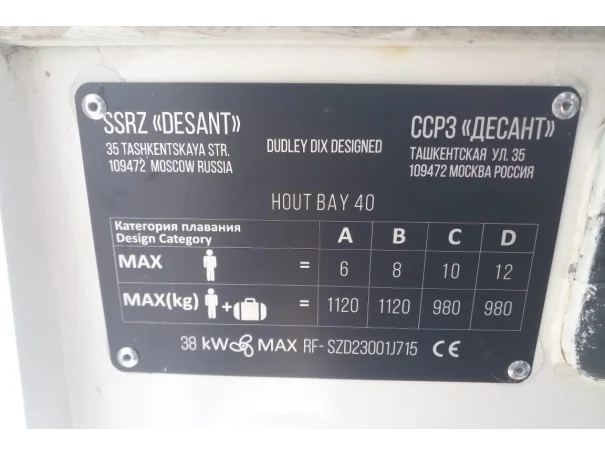 SSRZ «DESANT»
35 TASHKENTSKAYA STR.
109472 MOSCOW RUSSIA
DUDLEY DIX DESIGNED
ССРЗ «ДЕСАНТ»
ТАШКЕНТСКАЯ УЛ. 35
109472 МОСКВА РОССИЯ
HOUT BAY 40
Категория плавания
Design Category A B C D
MAX = 6 8 10 12
MAX(kg) + = 1120 1120 980 980
38 kW MAX RF- SZD23001J715 CE